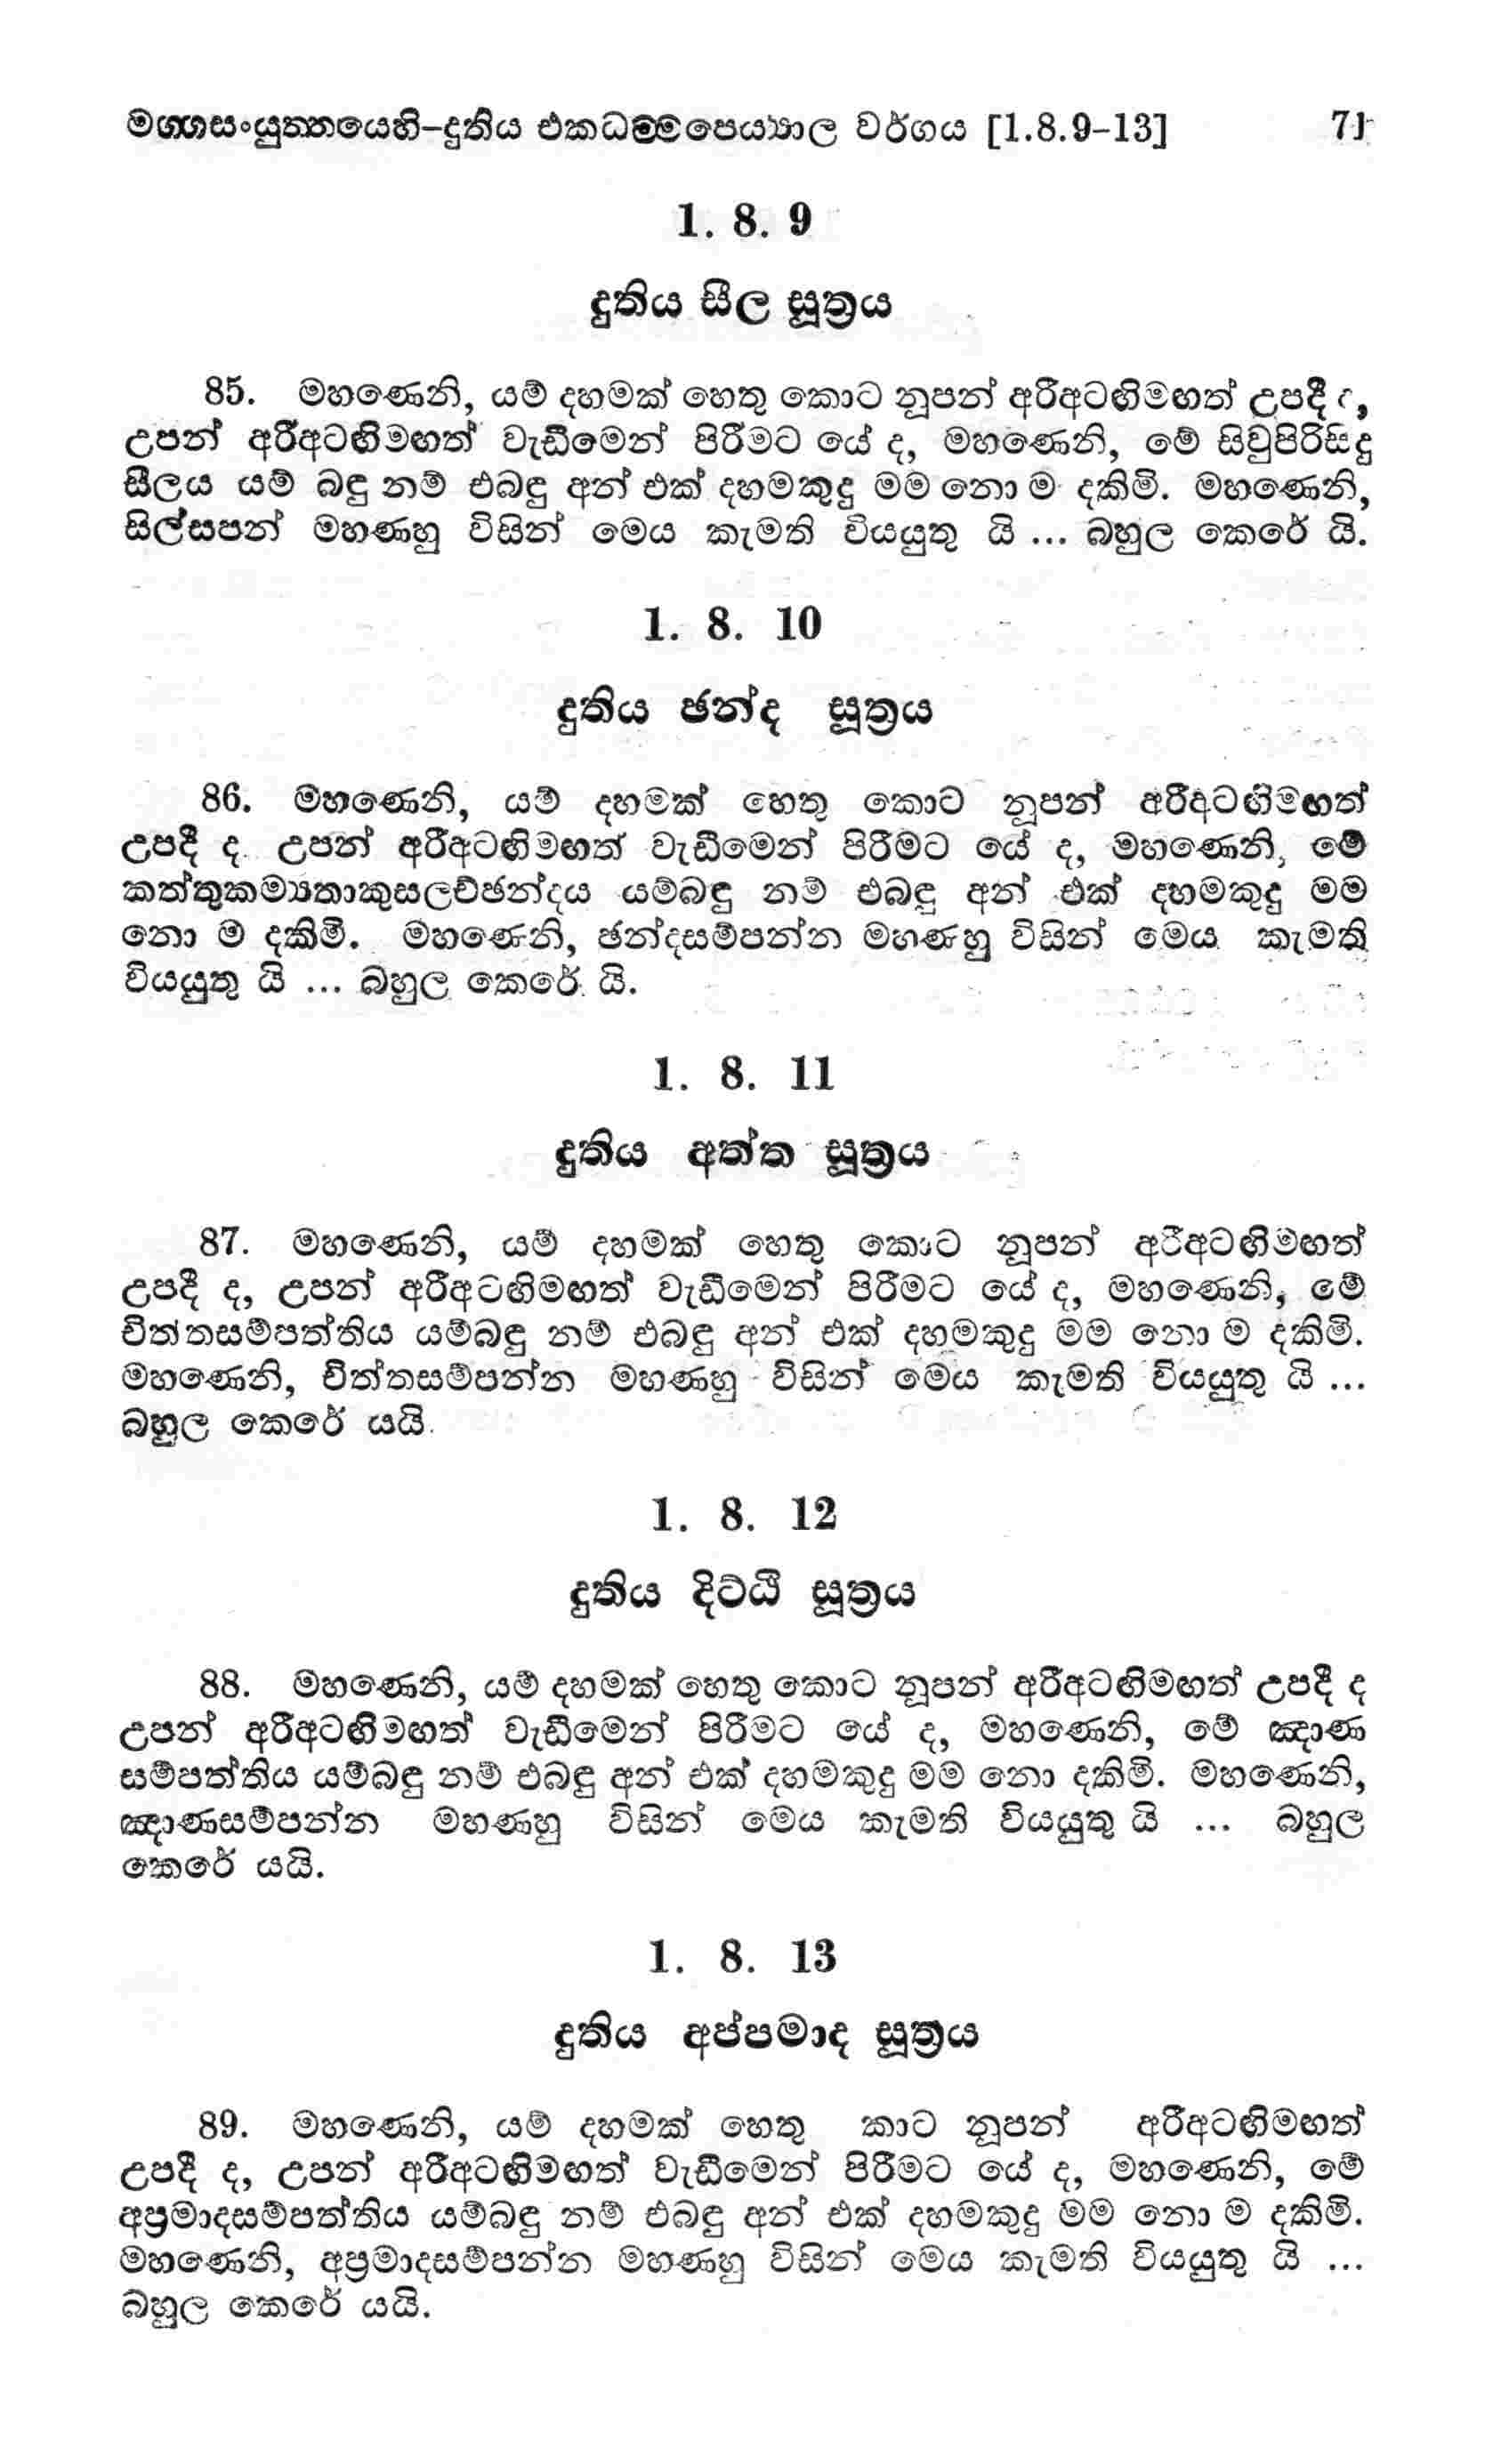 මග්ගසංයුත්තයෙහි–දුතිය එකධම්මපෙය්‍යාල වර්ගය [1.8.9–13] 71
1. 8. 9
දුතිය සීල සූත්‍රය
85. මහණෙනි, යම් දහමක් හෙතු කොට නූපන් අරීඅටඟිමඟත් උපදී ද,
උපන් අරීඅටඟිමඟත් වැඩීමෙන් පිරීමට යේ ද, මහණෙනි, මේ සිවුපිරිසිදු
සීලය යම් බඳු නම් එබඳු අන් එක් දහමකුදු මම නො ම දකිමි. මහණෙනි,
සිල්සපන් මහණහු විසින් මෙය කැමති වියයුතු යි ... බහුල කෙරේ යි.
1. 8. 10
දුතිය ඡන්ද සූත්‍රය
86. මහණෙනි, යම් දහමක් හෙතු කොට නූපන් අරීඅටඟිමඟත්
උපදී ද. උපන් අරීඅටඟිමඟත් වැඩීමෙන් පිරීමට යේ ද, මහණෙනි, මේ
කත්තුකම්‍යතාකුසලච්ඡන්දය යම්බඳු නම් එබඳු අන් එක් දහමකුදු මම
නො ම දකිමි. මහණෙනි, ඡන්දසම්පන්න මහණහු විසින් මෙය කැමති
වියයුතු යි ... බහුල කෙරේ යි.
1. 8. 11
දුතිය අත්ත සූත්‍රය
87. මහණෙනි, යම් දහමක් හෙතු කොට නූපන් අරීඅටඟිමඟත්
උපදී ද, උපන් අරීඅටඟිමඟත් වැඩීමෙන් පිරීමට යේ ද, මහණෙනි, මේ
චිත්තසම්පත්තිය යම්බඳු නම් එබඳු අන් එක් දහමකුදු මම නො ම දකිමි.
මහණෙනි, චිත්තසම්පන්න මහණහු විසින් මෙය කැමති වියයුතු යි ...
බහුල කෙරේ යයි.
1. 8. 12
දුතිය දිට්ඨි සූත්‍රය
88. මහණෙනි, යම් දහමක් හෙතු කොට නූපන් අරීඅටඟිමඟත් උපදී ද
උපන් අරීඅටඟිමඟත් වැඩීමෙන් පිරීමට යේ ද, මහණෙනි, මේ ඤාණ
සම්පත්තිය යම්බඳු නම් එබඳු අන් එක් දහමකුදු මම නො දකිමි. මහණෙනි,
ඤාණසම්පන්න මහණහු විසින් මෙය කැමති වියයුතු යි ... බහුල
කෙරේ යයි.
1. 8. 13
දුතිය අප්පමාද සූත්‍රය
89. මහණෙනි, යම් දහමක් හෙතු කාට නූපන් අරීඅටඟිමඟත්
උපදී ද, උපන් අරීඅටඟිමඟත් වැඩීමෙන් පිරීමට යේ ද, මහණෙනි, මේ
අප්‍රමාදසම්පත්තිය යම්බඳු නම් එබඳු අන් එක් දහමකුදු මම නො ම දකිමි.
මහණෙනි, අප්‍රමාදසම්පන්න මහණහු විසින් මෙය කැමති වියයුතු යි ...
බහුල කෙරේ යයි.